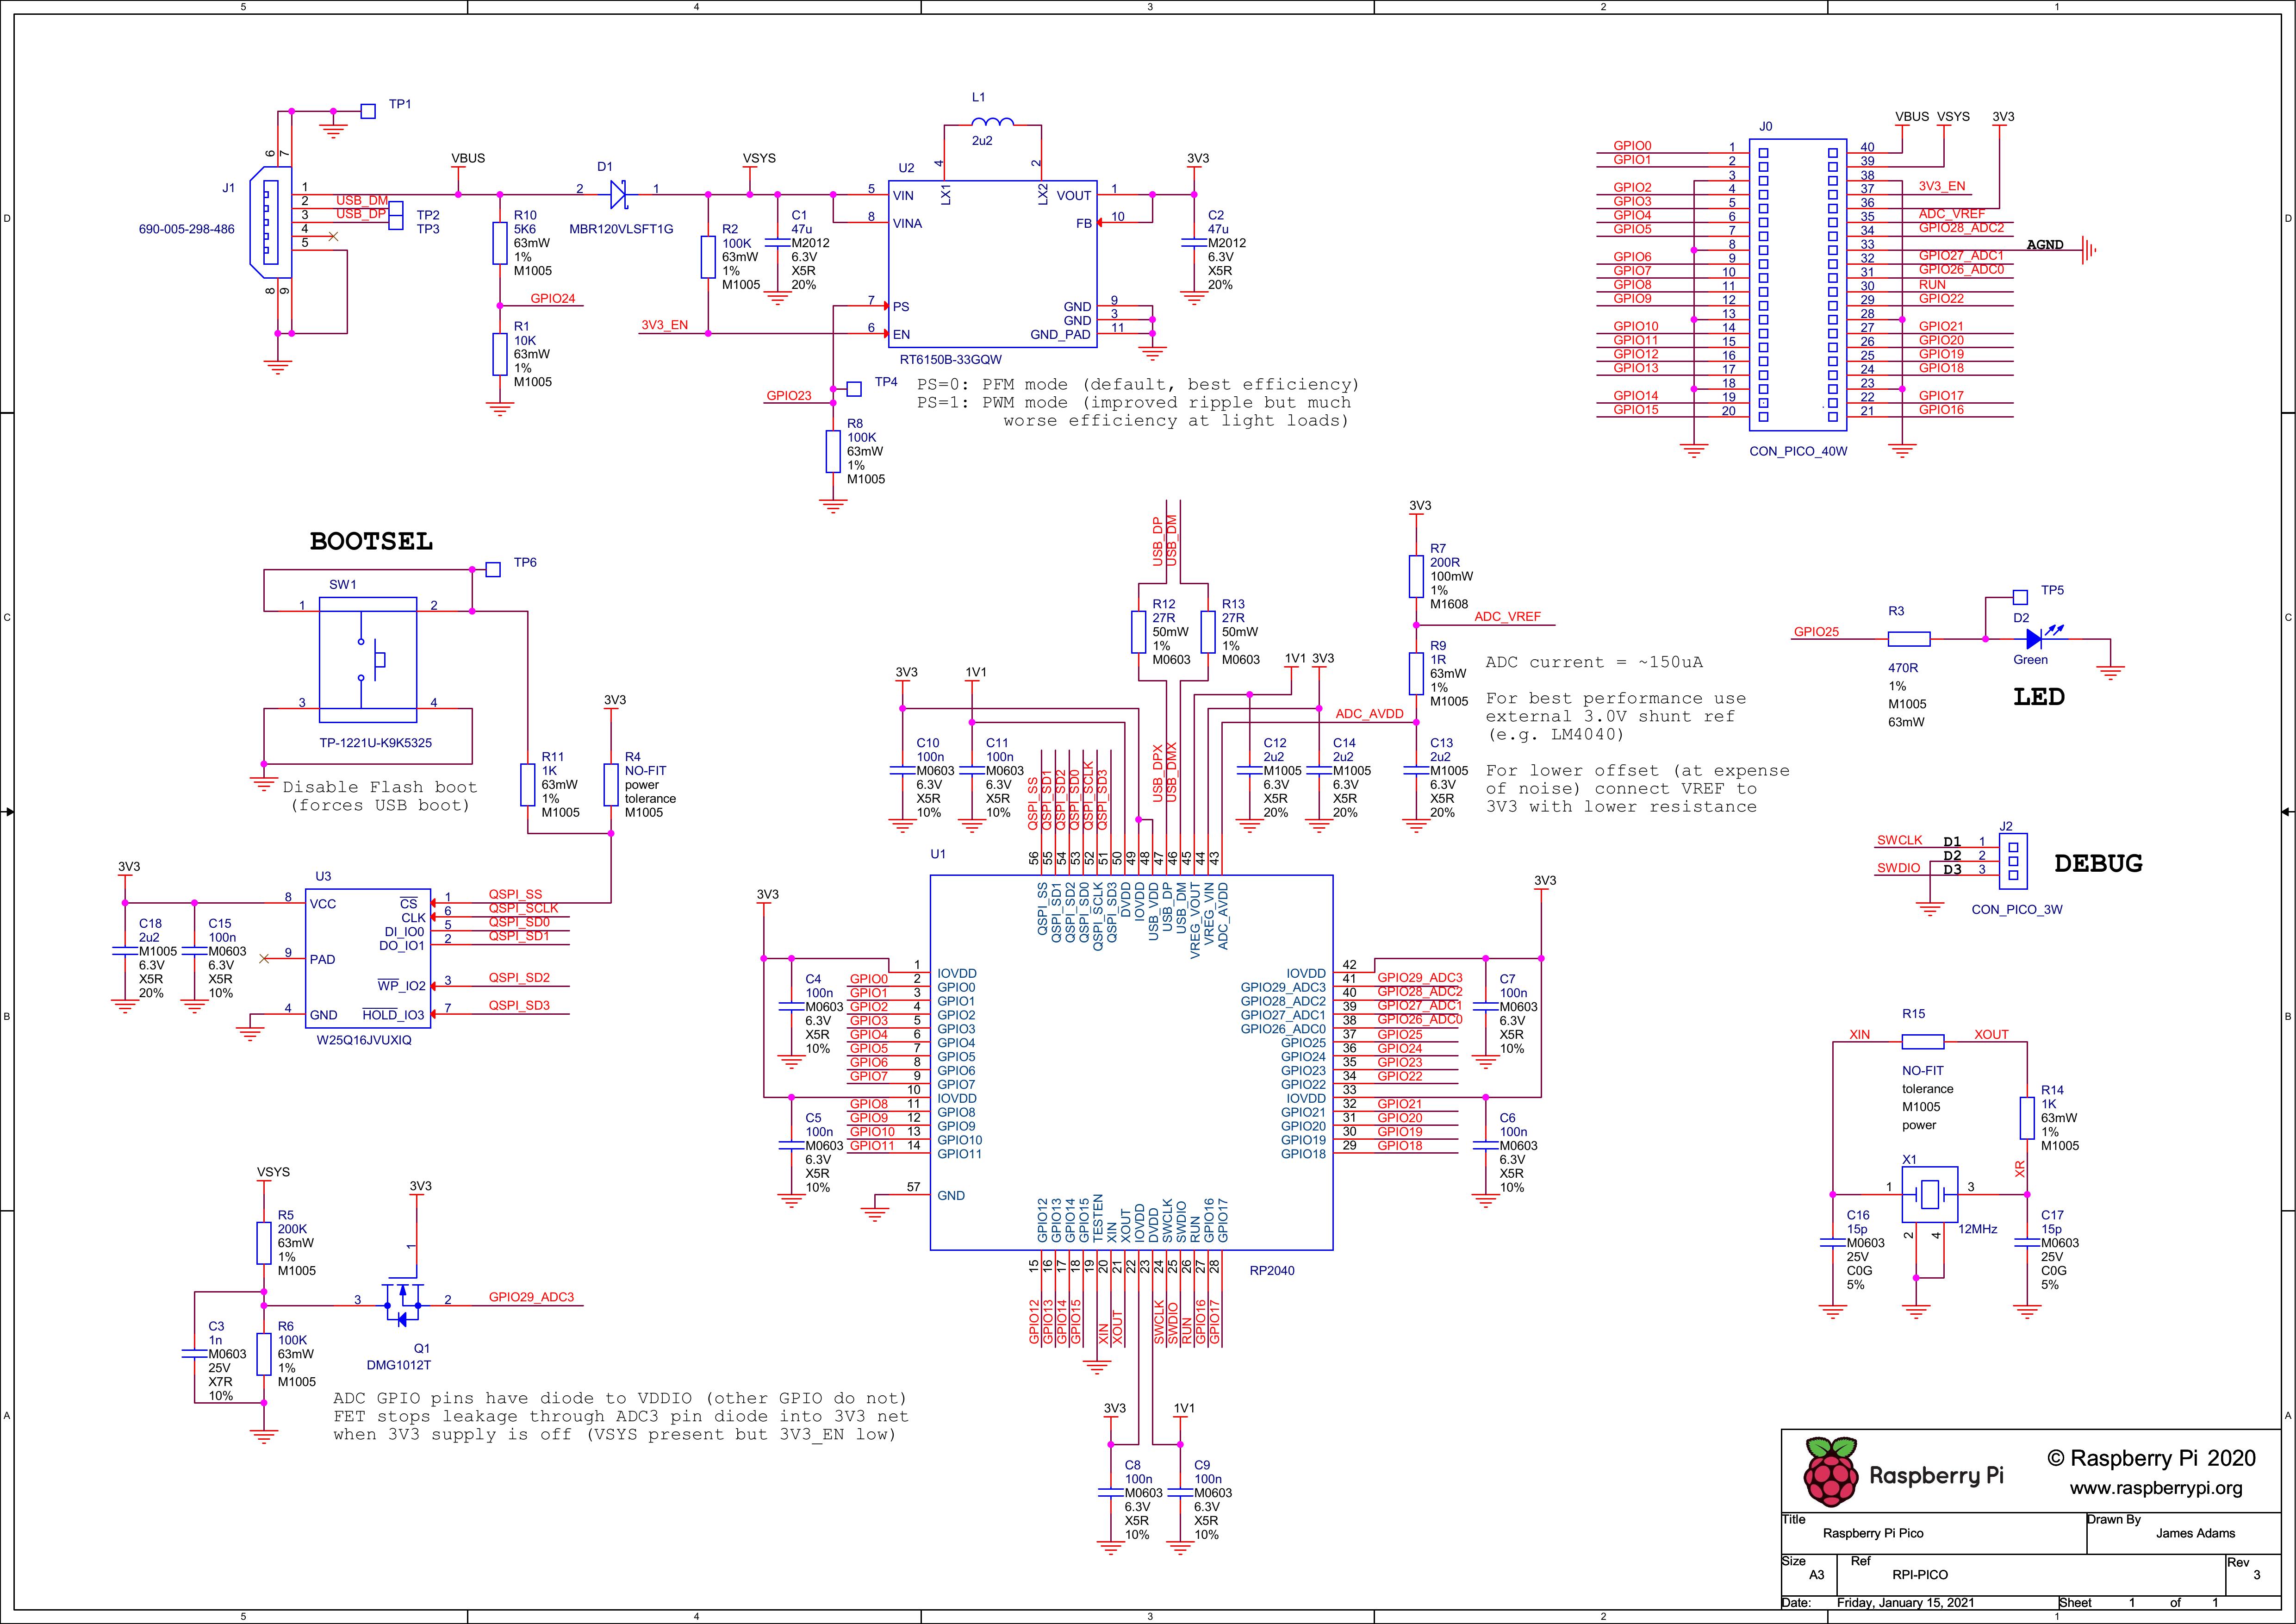 5 4 3 2 1
D
C
B
A
TP1
6
7
J1
690-005-298-486
1
2 USB_DM
3 USB_DP
4
5
TP2
TP3
8
9
VBUS
R10
5K6
63mW
1%
M1005
GPIO24
R1
10K
63mW
1%
M1005
D1
2
1
MBR120VLSFT1G
VSYS
R2
100K
63mW
1%
M1005
C1
47u
M2012
6.3V
X5R
20%
3V3_EN
L1
2u2
4
2
U2
LX1
LX2
5 VIN
8 VINA
7 PS
6 EN
VOUT 1
FB 10
GND 9
GND 3
GND_PAD 11
RT6150B-33GQW
3V3
C2
47u
M2012
6.3V
X5R
20%
TP4
GPIO23
R8
100K
63mW
1%
M1005
PS=0: PFM mode (default, best efficiency)
PS=1: PWM mode (improved ripple but much
worse efficiency at light loads)
J0
VBUS VSYS 3V3
GPIO0 1
GPIO1 2
3
GPIO2 4
GPIO3 5
GPIO4 6
GPIO5 7
8
GPIO6 9
GPIO7 10
GPIO8 11
GPIO9 12
13
GPIO10 14
GPIO11 15
GPIO12 16
GPIO13 17
18
GPIO14 19
GPIO15 20
40
39
38
37 3V3_EN
36
35 ADC_VREF
34 GPIO28_ADC2
33 AGND
32 GPIO27_ADC1
31 GPIO26_ADC0
30 RUN
29 GPIO22
28
27 GPIO21
26 GPIO20
25 GPIO19
24 GPIO18
23
22 GPIO17
21 GPIO16
CON_PICO_40W
BOOTSEL
TP6
SW1
1
2
3
4
TP-1221U-K9K5325
Disable Flash boot
(forces USB boot)
R11
1K
63mW
1%
M1005
3V3
R4
NO-FIT
power
tolerance
M1005
3V3
C18
2u2
M1005
6.3V
X5R
20%
C15
100n
M0603
6.3V
X5R
10%
U3
8 VCC
9 PAD
4 GND
CS 1 QSPI_SS
CLK 6 QSPI_SCLK
DI_IO0 5 QSPI_SD0
DO_IO1 2 QSPI_SD1
WP_IO2 3 QSPI_SD2
HOLD_IO3 7 QSPI_SD3
W25Q16JVUXIQ
VSYS
R5
200K
63mW
1%
M1005
C3
1n
M0603
25V
X7R
10%
R6
100K
63mW
1%
M1005
3V3
1
3
2
GPIO29_ADC3
Q1
DMG1012T
ADC GPIO pins have diode to VDDIO (other GPIO do not)
FET stops leakage through ADC3 pin diode into 3V3 net
when 3V3 supply is off (VSYS present but 3V3_EN low)
USB_DP
USB_DM
R12
27R
50mW
1%
M0603
R13
27R
50mW
1%
M0603
3V3
R7
200R
100mW
1%
M1608
ADC_VREF
R9
1R
63mW
1%
M1005
ADC_AVDD
ADC current = ~150uA
For best performance use
external 3.0V shunt ref
(e.g. LM4040)
For lower offset (at expense
of noise) connect VREF to
3V3 with lower resistance
3V3
1V1
C10
100n
M0603
6.3V
X5R
10%
C11
100n
M0603
6.3V
X5R
10%
QSPI_SS
QSPI_SD1
QSPI_SD2
QSPI_SD0
QSPI_SCLK
QSPI_SD3
USB_DPX
USB_DMX
1V1 3V3
C12
2u2
M1005
6.3V
X5R
20%
C14
2u2
M1005
6.3V
X5R
20%
C13
2u2
M1005
6.3V
X5R
20%
U1
56 QSPI_SS
55 QSPI_SD1
54 QSPI_SD2
53 QSPI_SD0
52 QSPI_SCLK
51 QSPI_SD3
50 DVDD
49 IOVDD
48 USB_VDD
47 USB_DP
46 USB_DM
45 VREG_VOUT
44 VREG_VIN
43 ADC_AVDD
3V3
C4
100n
M0603
6.3V
X5R
10%
C5
100n
M0603
6.3V
X5R
10%
1 IOVDD
GPIO0 2 GPIO0
GPIO1 3 GPIO1
GPIO2 4 GPIO2
GPIO3 5 GPIO3
GPIO4 6 GPIO4
GPIO5 7 GPIO5
GPIO6 8 GPIO6
GPIO7 9 GPIO7
10 IOVDD
GPIO8 11 GPIO8
GPIO9 12 GPIO9
GPIO10 13 GPIO10
GPIO11 14 GPIO11
57 GND
IOVDD 42
GPIO29_ADC3 41 GPIO29_ADC3
GPIO28_ADC2 40 GPIO28_ADC2
GPIO27_ADC1 39 GPIO27_ADC1
GPIO26_ADC0 38 GPIO26_ADC0
GPIO25 37 GPIO25
GPIO24 36 GPIO24
GPIO23 35 GPIO23
GPIO22 34 GPIO22
IOVDD 33
GPIO21 32 GPIO21
GPIO20 31 GPIO20
GPIO19 30 GPIO19
GPIO18 29 GPIO18
3V3
C7
100n
M0603
6.3V
X5R
10%
C6
100n
M0603
6.3V
X5R
10%
GPIO12 15 GPIO12
GPIO13 16 GPIO13
GPIO14 17 GPIO14
GPIO15 18 GPIO15
TESTEN 19
XIN 20 XIN
XOUT 21 XOUT
IOVDD 22
DVDD 23
SWCLK 24 SWCLK
SWDIO 25 SWDIO
RUN 26 RUN
GPIO16 27 GPIO16
GPIO17 28 GPIO17
RP2040
3V3
1V1
C8
100n
M0603
6.3V
X5R
10%
C9
100n
M0603
6.3V
X5R
10%
GPIO25
R3
470R
1%
M1005
63mW
TP5
D2
Green
LED
J2
SWCLK D1 1
D2 2
SWDIO D3 3
DEBUG
CON_PICO_3W
R15
XIN
XOUT
NO-FIT
tolerance
M1005
power
R14
1K
63mW
1%
M1005
XR
X1
1
3
2
4
12MHz
C16
15p
M0603
25V
C0G
5%
C17
15p
M0603
25V
C0G
5%
Raspberry Pi
© Raspberry Pi 2020
www.raspberrypi.org
Title
Raspberry Pi Pico
Drawn By
James Adams
Size
A3
Ref
RPI-PICO
Rev
3
Date: Friday, January 15, 2021
Sheet 1 of 1
D
C
B
A
5 4 3 2 1